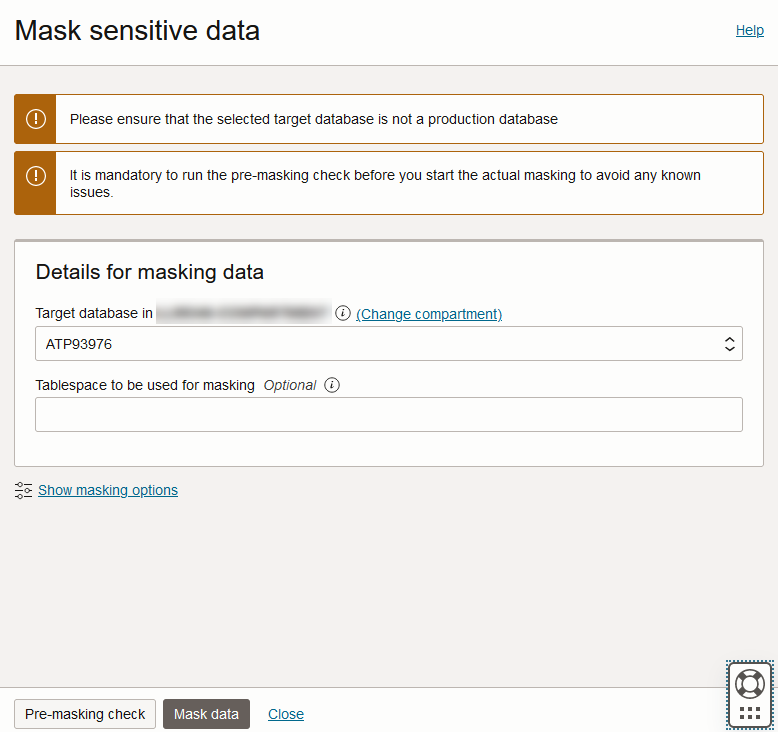 Mask sensitive data
Help
Please ensure that the selected target database is not a production database
It is mandatory to run the pre-masking check before you start the actual masking to avoid any known
issues.
Details for masking data
Target database in (Change compartment)
ATP93976
Tablespace to be used for masking Optional
Show masking options
Pre-masking check Mask data Close